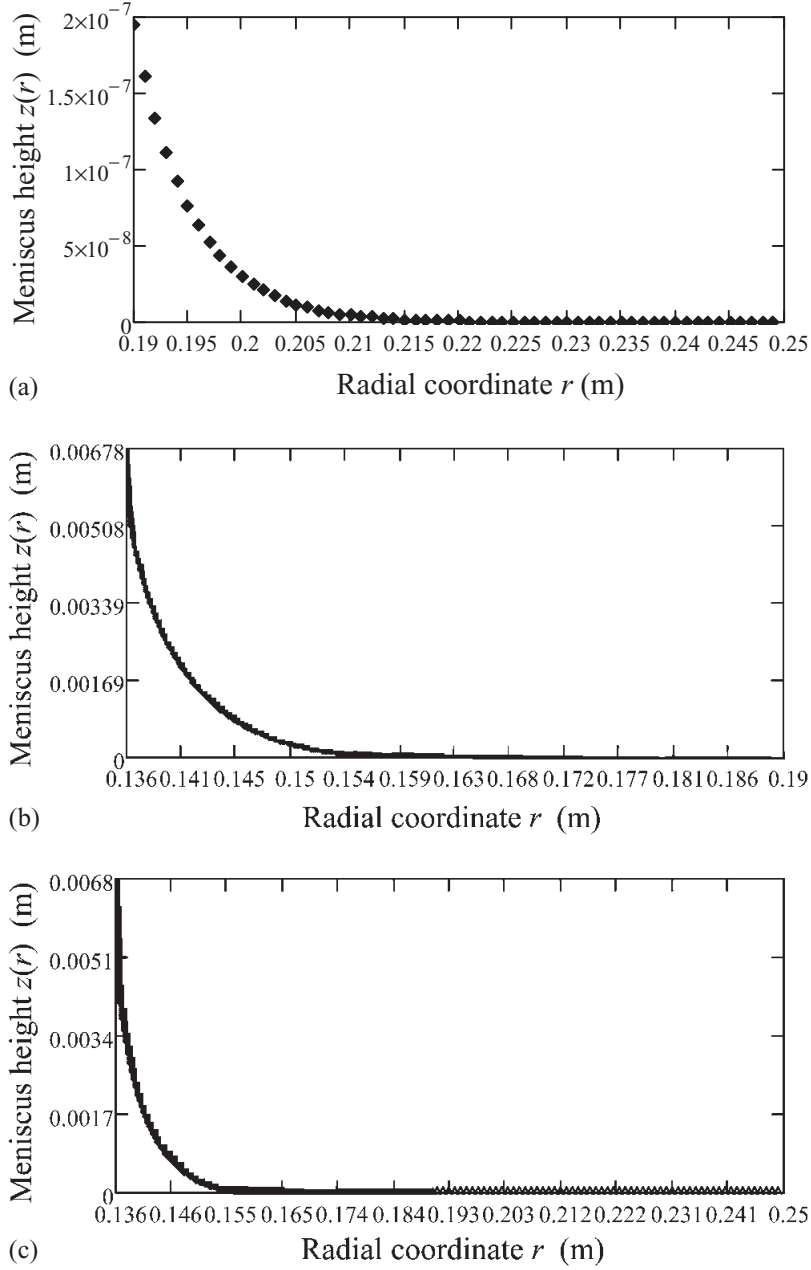 Meniscus height z(r) (m)
2×10⁻⁷
1.5×10⁻⁷
1×10⁻⁷
5×10⁻⁸
0
0.19 0.195 0.2 0.205 0.21 0.215 0.22 0.225 0.23 0.235 0.24 0.245 0.25
(a) Radial coordinate r (m)
Meniscus height z(r) (m)
0.00678
0.00508
0.00339
0.00169
0
0.136 0.141 0.145 0.15 0.154 0.159 0.163 0.168 0.172 0.177 0.181 0.186 0.19
(b) Radial coordinate r (m)
Meniscus height z(r) (m)
0.0068
0.0051
0.0034
0.0017
0
0.136 0.146 0.155 0.165 0.174 0.184 0.193 0.203 0.212 0.222 0.231 0.241 0.25
(c) Radial coordinate r (m)